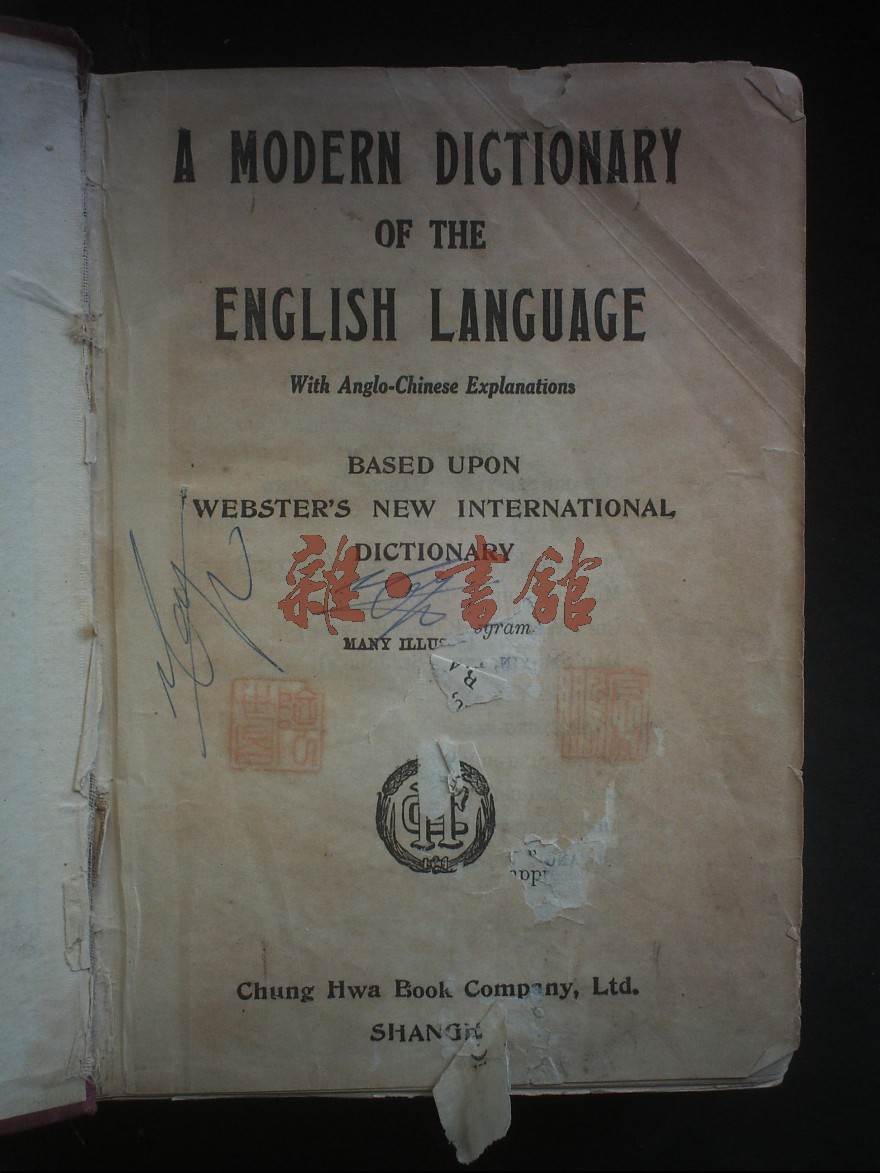 A MODERN DICTIONARY
OF THE
ENGLISH LANGUAGE
With Anglo-Chinese Explanations
BASED UPON
WEBSTER'S NEW INTERNATIONAL
DICTIONARY
雜·書館
MANY
Chung Hwa Book Company, Ltd.